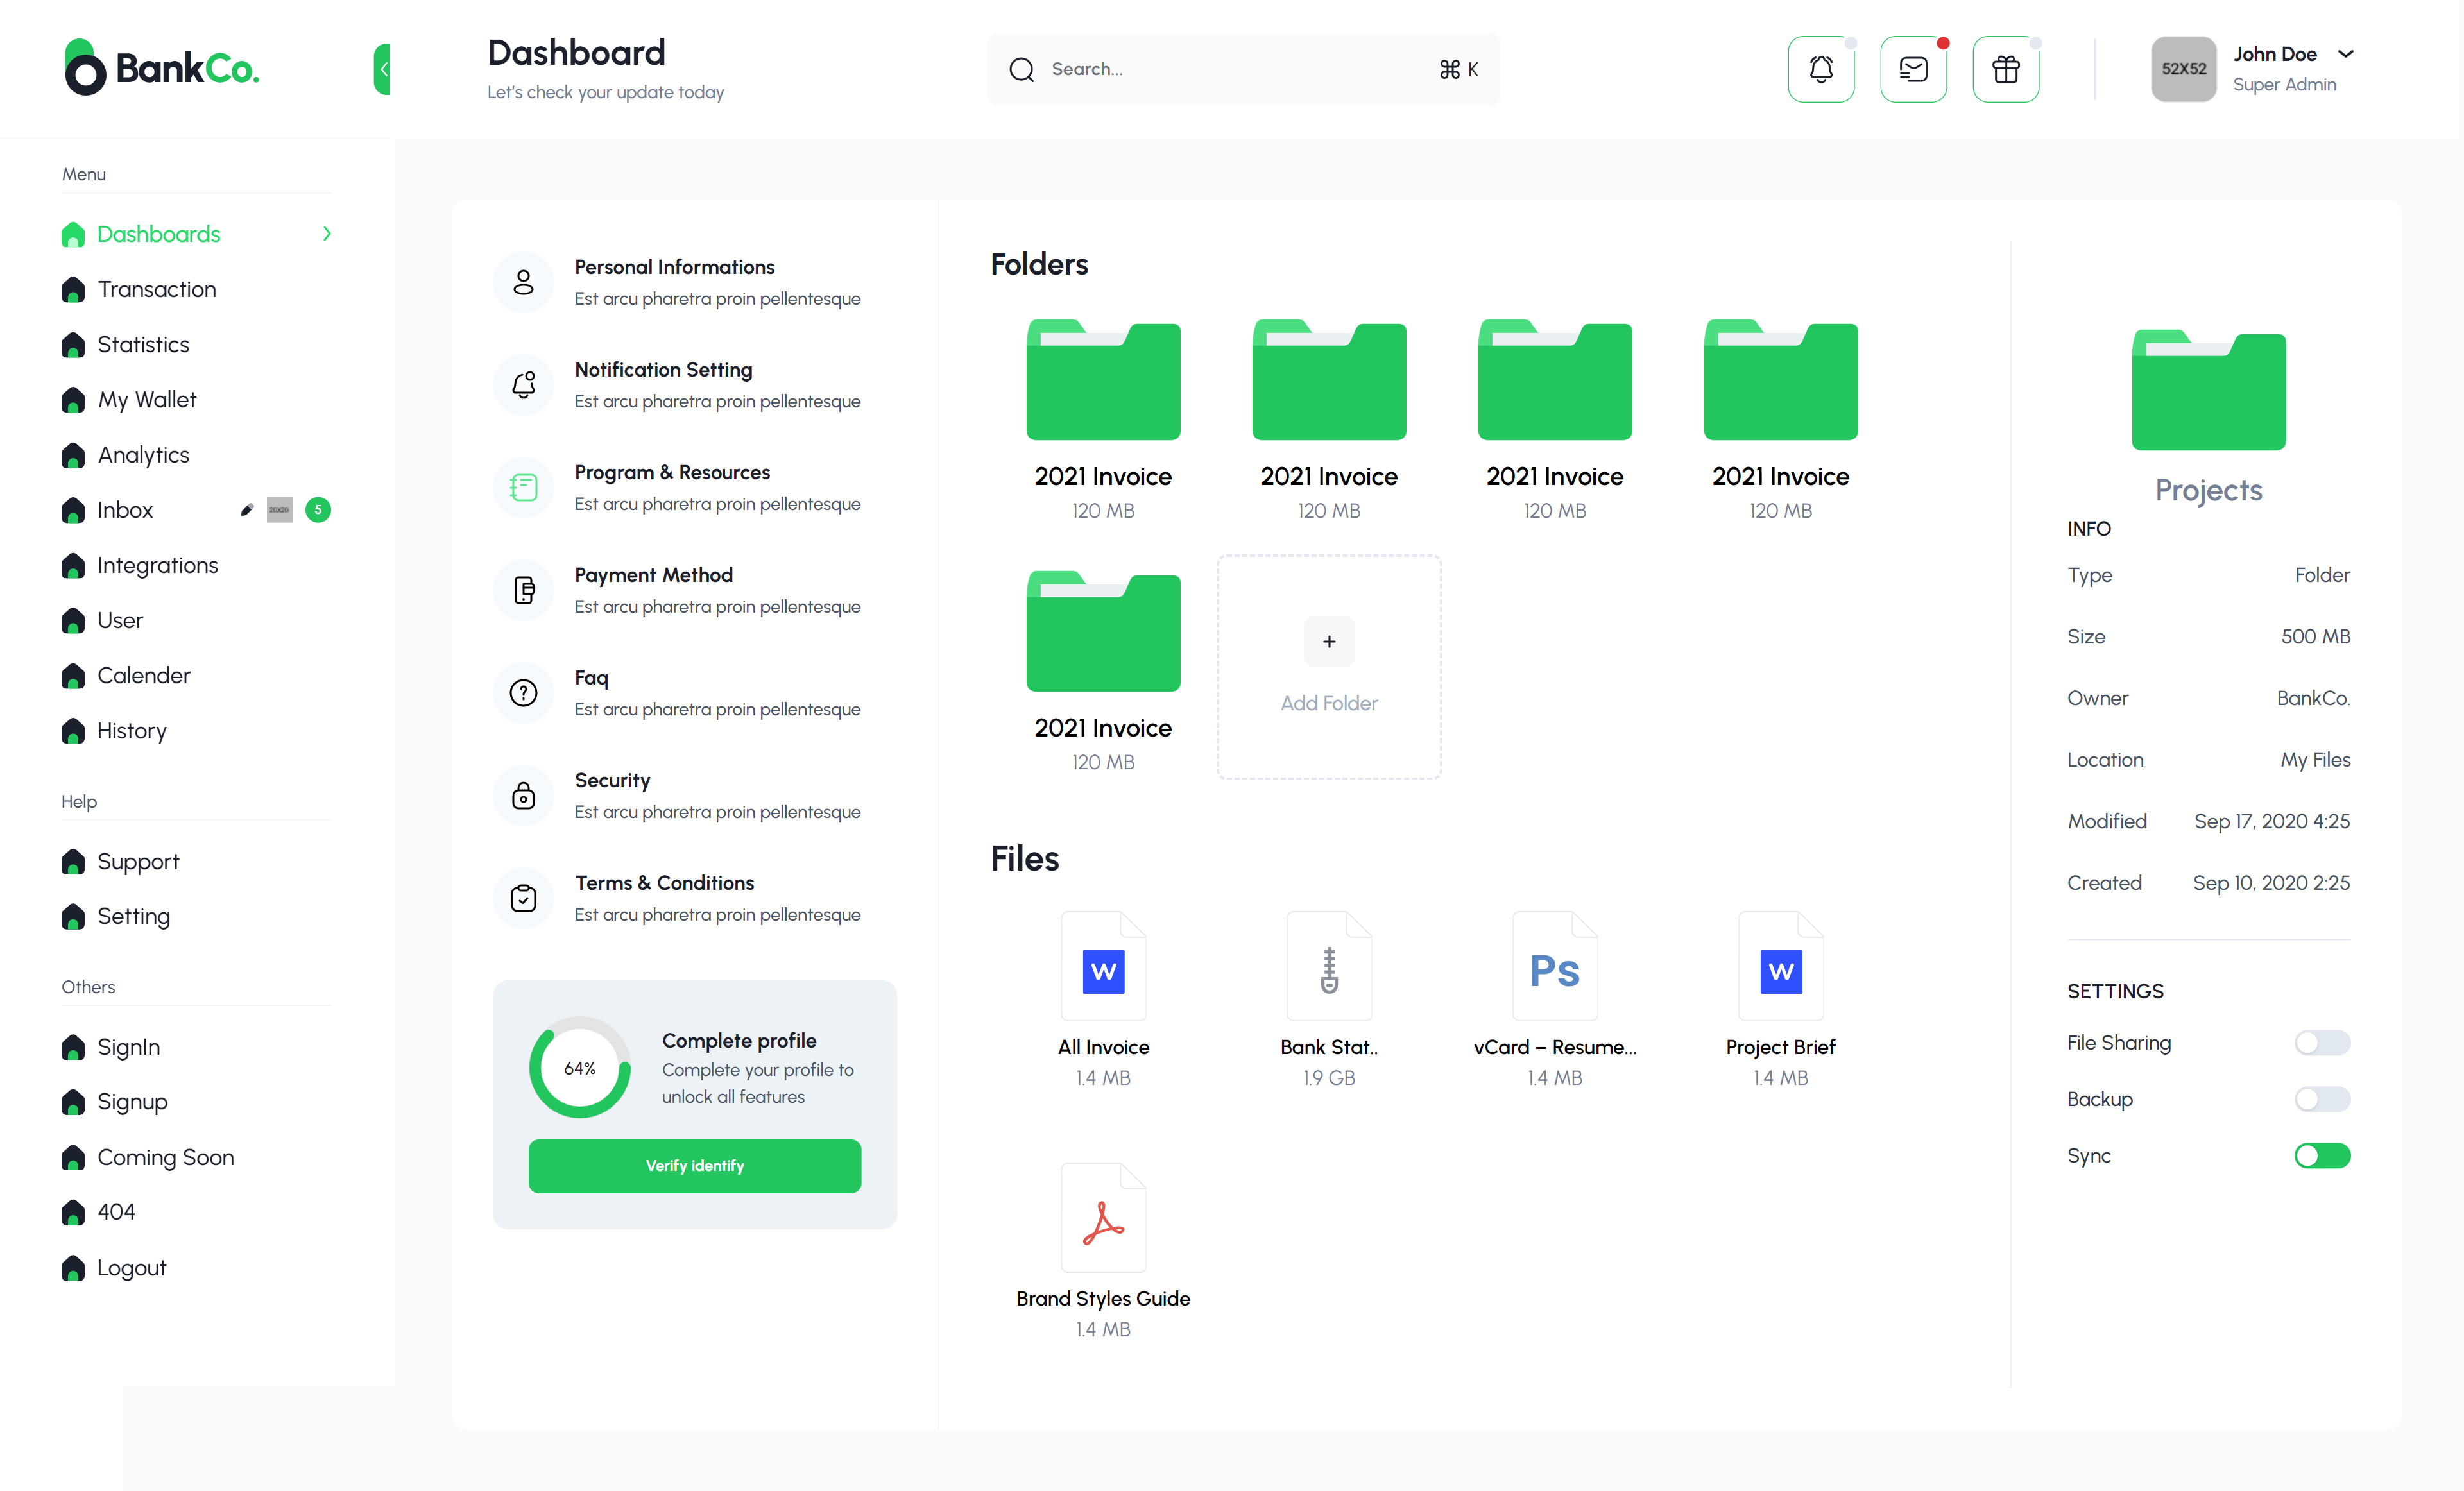 BankCo.
Dashboard
Let's check your update today
Search...
⌘ K
52X52
John Doe
Super Admin
Menu
Dashboards
Transaction
Statistics
My Wallet
Analytics
Inbox
5
Integrations
User
Calender
History
Help
Support
Setting
Others
SignIn
Signup
Coming Soon
404
Logout
Personal Informations
Est arcu pharetra proin pellentesque
Notification Setting
Est arcu pharetra proin pellentesque
Program & Resources
Est arcu pharetra proin pellentesque
Payment Method
Est arcu pharetra proin pellentesque
Faq
Est arcu pharetra proin pellentesque
Security
Est arcu pharetra proin pellentesque
Terms & Conditions
Est arcu pharetra proin pellentesque
64%
Complete profile
Complete your profile to
unlock all features
Verify identify
Folders
2021 Invoice
120 MB
2021 Invoice
120 MB
2021 Invoice
120 MB
2021 Invoice
120 MB
2021 Invoice
120 MB
+
Add Folder
Files
W
All Invoice
1.4 MB
Bank Stat..
1.9 GB
Ps
vCard – Resume...
1.4 MB
W
Project Brief
1.4 MB
Brand Styles Guide
1.4 MB
Projects
INFO
Type Folder
Size 500 MB
Owner BankCo.
Location My Files
Modified Sep 17, 2020 4:25
Created Sep 10, 2020 2:25
SETTINGS
File Sharing
Backup
Sync